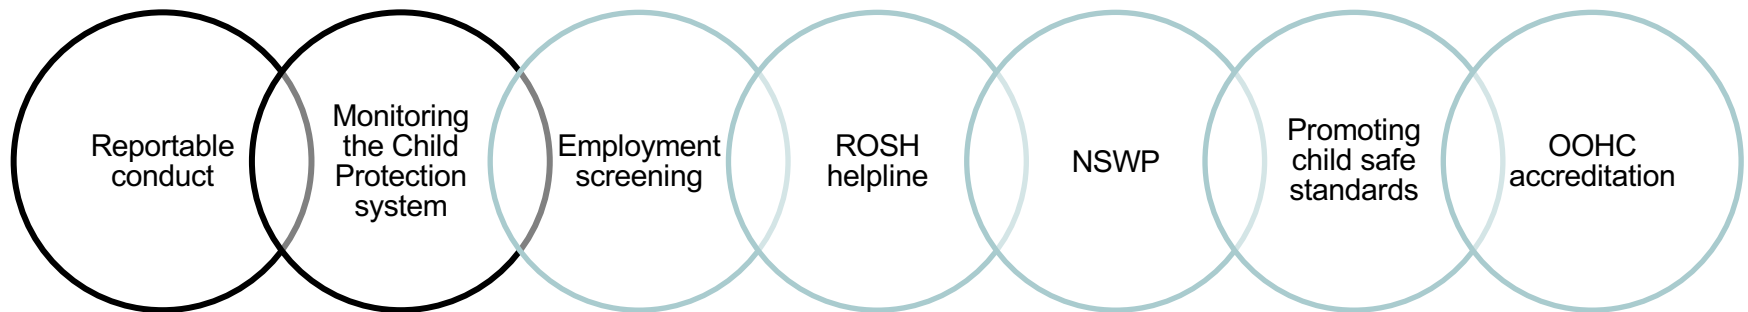 Reportable
conduct
Monitoring
the Child
Protection
system
Employment
screening
ROSH
helpline
NSWP
Promoting
child safe
standards
OOHC
accreditation